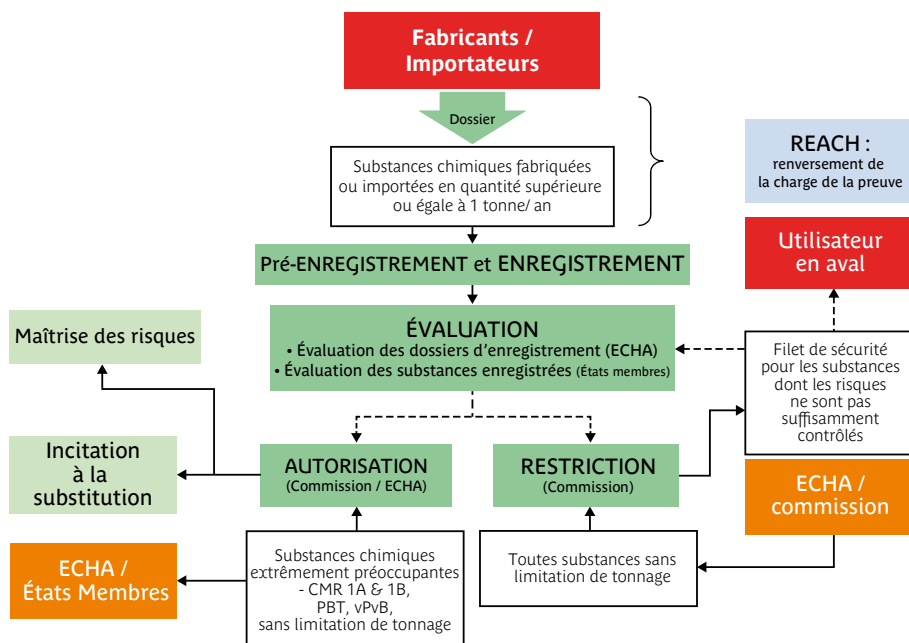 Fabricants /
Importateurs
Dossier
Substances chimiques fabriquées
ou importées en quantité supérieure
ou égale à 1 tonne/ an
REACH :
renversement de
la charge de la preuve
Pré-ENREGISTREMENT et ENREGISTREMENT
Utilisateur
en aval
ÉVALUATION
• Évaluation des dossiers d'enregistrement (ECHA)
• Évaluation des substances enregistrées (États membres)
Maîtrise des risques
Filet de sécurité
pour les substances
dont les risques
ne sont pas
suffisamment
contrôlés
Incitation
à la
substitution
AUTORISATION
(Commission / ECHA)
RESTRICTION
(Commission)
ECHA /
commission
ECHA /
États Membres
Substances chimiques
extrêmement préoccupantes
- CMR 1A & 1B,
PBT, vPvB,
sans limitation de tonnage
Toutes substances sans
limitation de tonnage